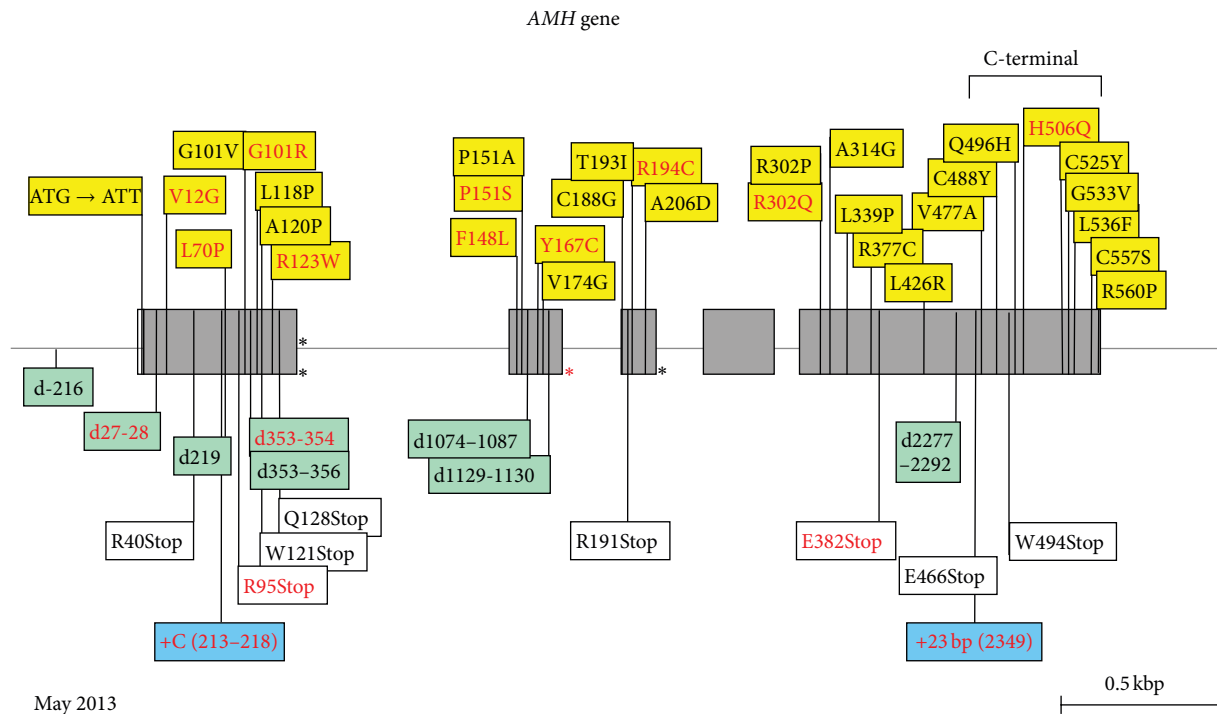 AMH gene
C-terminal
G101V
G101R
L118P
A120P
R123W
ATG → ATT
V12G
L70P
P151A
P151S
F148L
Y167C
V174G
T193I
C188G
R194C
A206D
R302P
R302Q
A314G
L339P
R377C
L426R
V477A
C488Y
Q496H
H506Q
C525Y
G533V
L536F
C557S
R560P
*
*
*
*
d-216
d27-28
d219
d353-354
d353–356
d1074–1087
d1129-1130
d2277
–2292
R40Stop
Q128Stop
W121Stop
R95Stop
R191Stop
E382Stop
E466Stop
W494Stop
+C (213–218)
+23 bp (2349)
May 2013
0.5 kbp